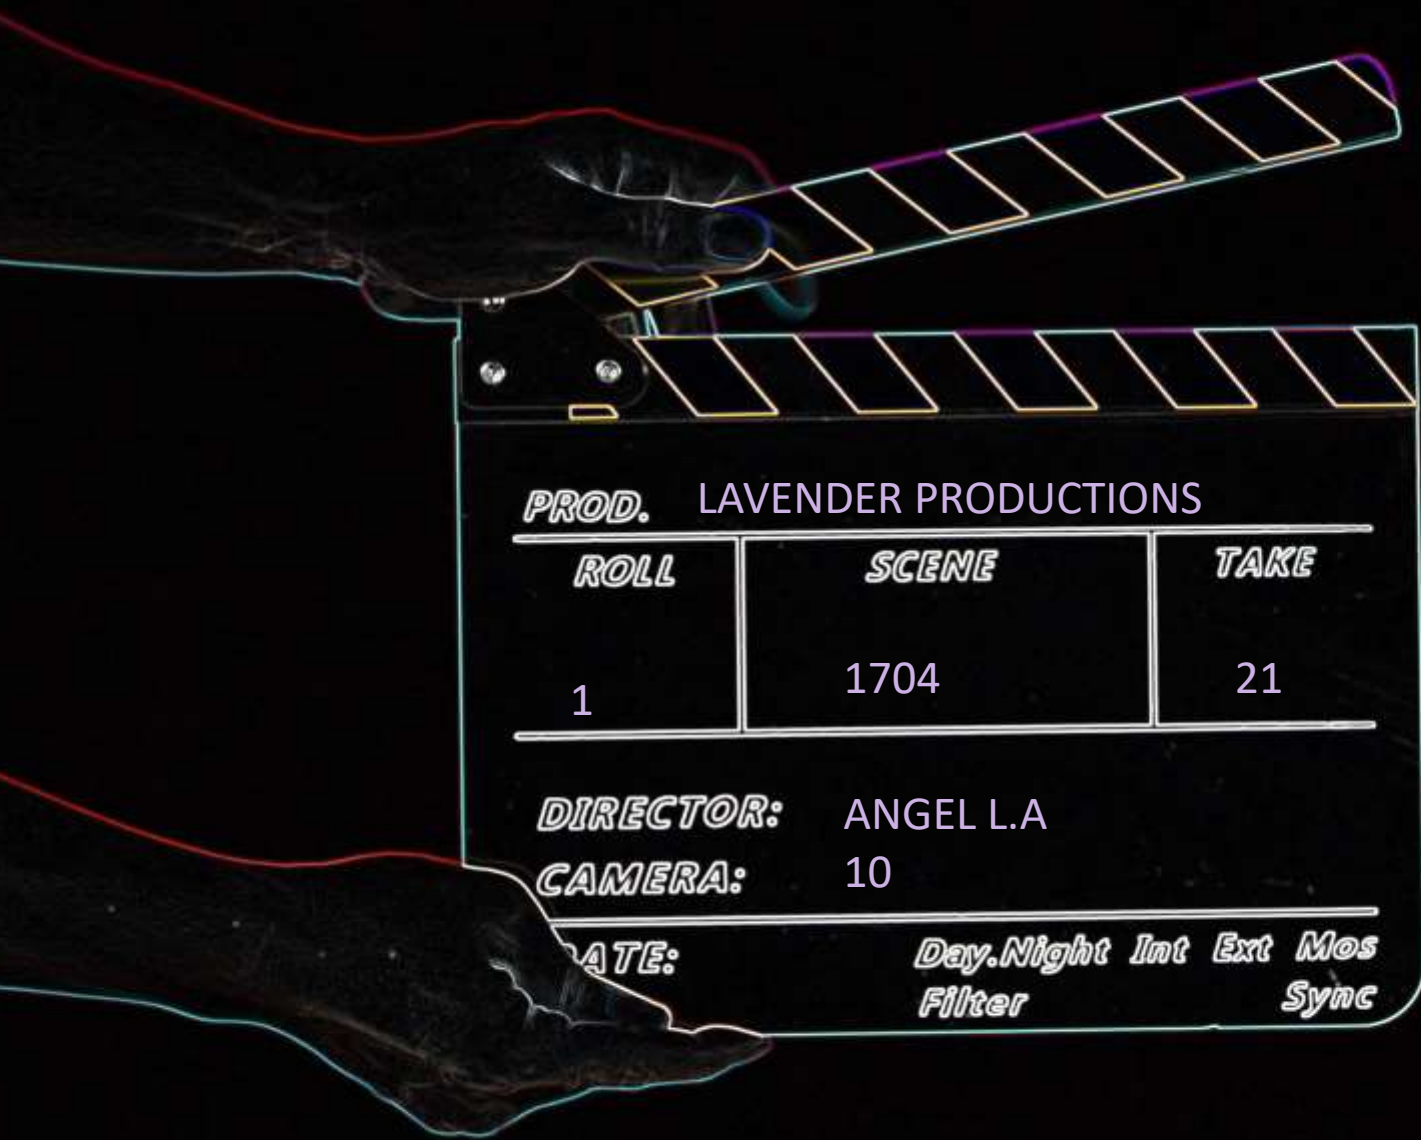 PROD. LAVENDER PRODUCTIONS
ROLL SCENE TAKE
1 1704 21
DIRECTOR: ANGEL L.A
CAMERA: 10
ATE: Day.Night Int Ext Mos
Filter Sync